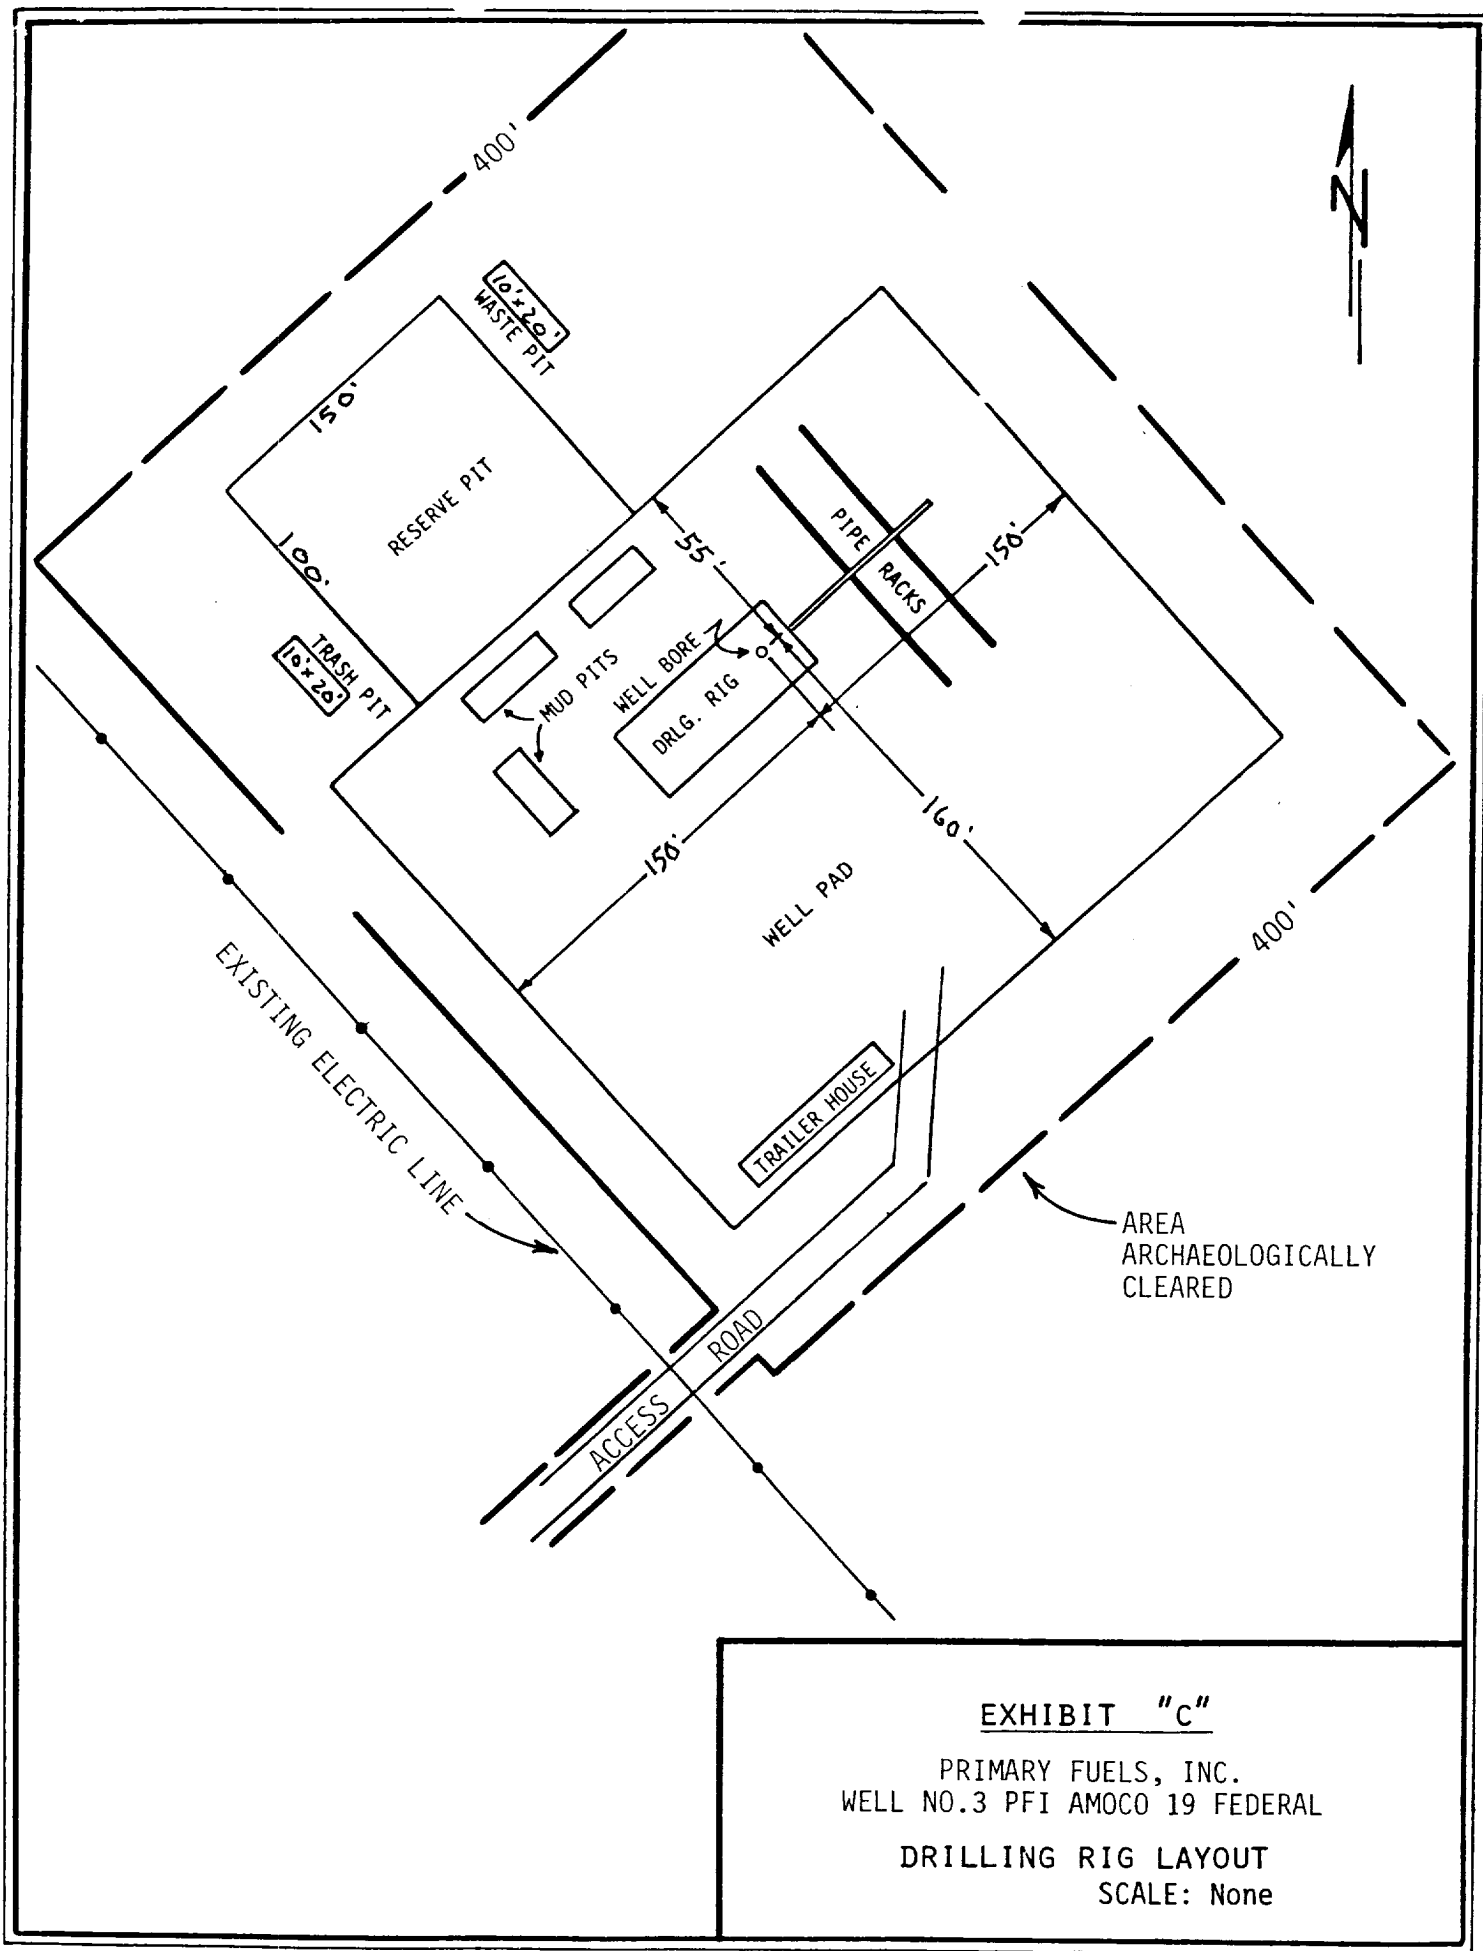 400'
N
10'x20'
WASTE PIT
150'
RESERVE PIT
100'
TRASH PIT
10'x20'
55'
PIPE RACKS
150'
WELL BORE
MUD PITS
DRLG. RIG
160'
150'
WELL PAD
400'
EXISTING ELECTRIC LINE
TRAILER HOUSE
AREA
ARCHAEOLOGICALLY
CLEARED
ACCESS ROAD
EXHIBIT "C"
PRIMARY FUELS, INC.
WELL NO.3 PFI AMOCO 19 FEDERAL
DRILLING RIG LAYOUT
SCALE: None